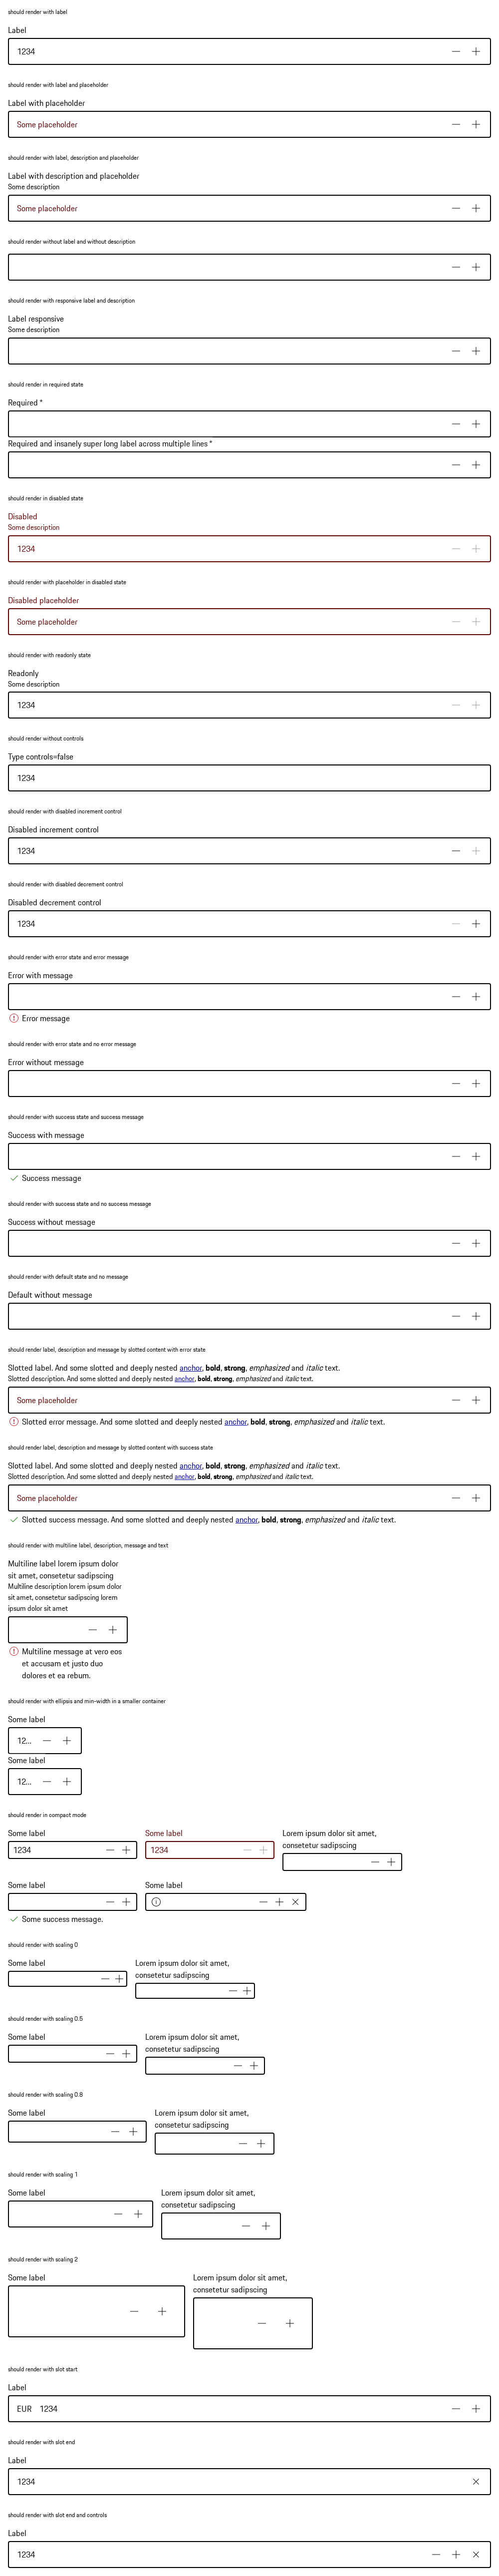 should render with label
Label
1234
should render with label and placeholder
Label with placeholder
Some placeholder
should render with label, description and placeholder
Label with description and placeholder
Some description
Some placeholder
should render without label and without description
should render with responsive label and description
Label responsive
Some description
should render in required state
Required *
Required and insanely super long label across multiple lines *
should render in disabled state
Disabled
Some description
1234
should render with placeholder in disabled state
Disabled placeholder
Some placeholder
should render with readonly state
Readonly
Some description
1234
should render without controls
Type controls=false
1234
should render with disabled increment control
Disabled increment control
1234
should render with disabled decrement control
Disabled decrement control
1234
should render with error state and error message
Error with message
Error message
should render with error state and no error message
Error without message
should render with success state and success message
Success with message
Success message
should render with success state and no success message
Success without message
should render with default state and no message
Default without message
should render label, description and message by slotted content with error state
Slotted label. And some slotted and deeply nested anchor, bold, strong, emphasized and italic text.
Slotted description. And some slotted and deeply nested anchor, bold, strong, emphasized and italic text.
Some placeholder
Slotted error message. And some slotted and deeply nested anchor, bold, strong, emphasized and italic text.
should render label, description and message by slotted content with success state
Slotted label. And some slotted and deeply nested anchor, bold, strong, emphasized and italic text.
Slotted description. And some slotted and deeply nested anchor, bold, strong, emphasized and italic text.
Some placeholder
Slotted success message. And some slotted and deeply nested anchor, bold, strong, emphasized and italic text.
should render with multiline label, description, message and text
Multiline label lorem ipsum dolor
sit amet, consetetur sadipscing
Multiline description lorem ipsum dolor
sit amet, consetetur sadipscing lorem
ipsum dolor sit amet
Multiline message at vero eos
et accusam et justo duo
dolores et ea rebum.
should render with ellipsis and min-width in a smaller container
Some label
12...
Some label
12...
should render in compact mode
Some label
1234
Some label
1234
Lorem ipsum dolor sit amet,
consetetur sadipscing
Some label
Some success message.
Some label
should render with scaling 0
Some label
Lorem ipsum dolor sit amet,
consetetur sadipscing
should render with scaling 0.5
Some label
Lorem ipsum dolor sit amet,
consetetur sadipscing
should render with scaling 0.8
Some label
Lorem ipsum dolor sit amet,
consetetur sadipscing
should render with scaling 1
Some label
Lorem ipsum dolor sit amet,
consetetur sadipscing
should render with scaling 2
Some label
Lorem ipsum dolor sit amet,
consetetur sadipscing
should render with slot start
Label
EUR 1234
should render with slot end
Label
1234
should render with slot end and controls
Label
1234